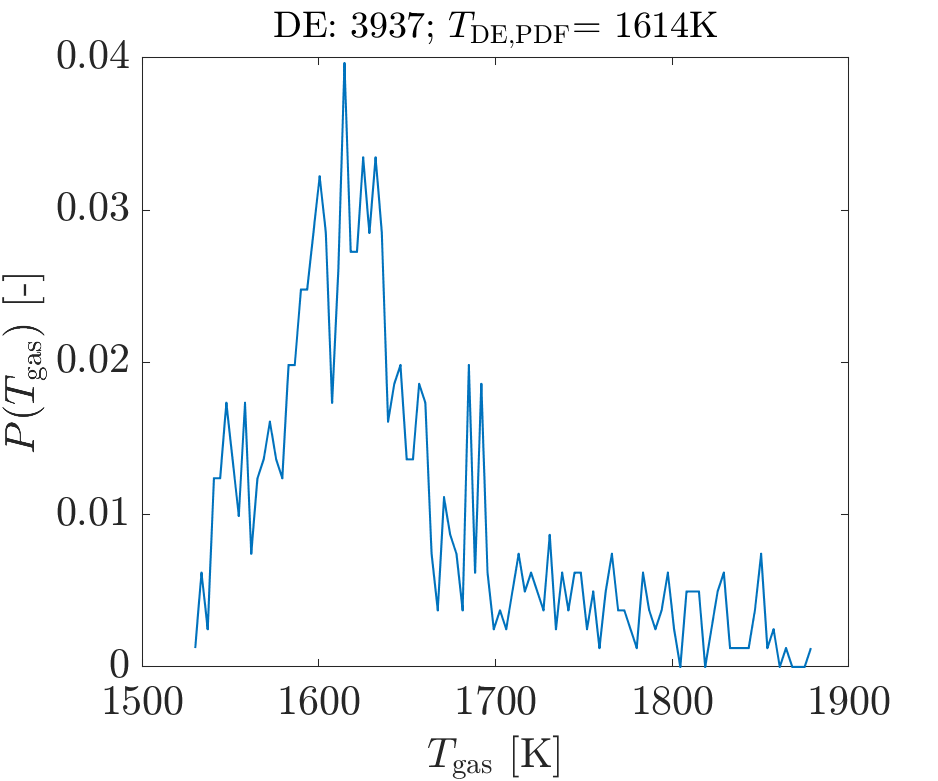 DE: 3937; T_DE,PDF= 1614K
0.04
0.03
0.02
0.01
0
P(T_gas) [-]
1500 1600 1700 1800 1900
T_gas [K]